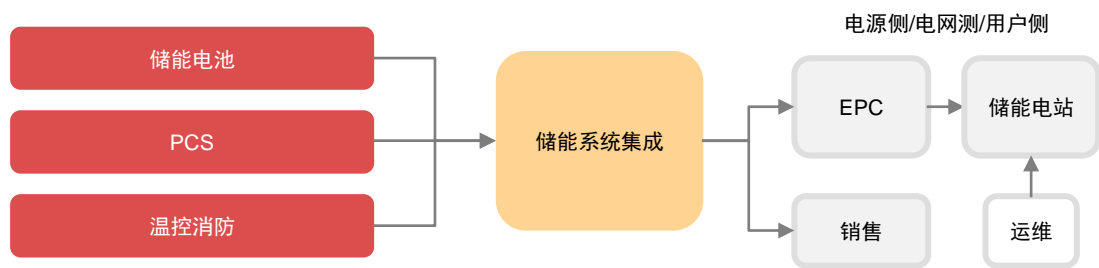 电源侧/电网测/用户侧
储能电池
PCS
温控消防
储能系统集成
EPC
储能电站
销售
运维